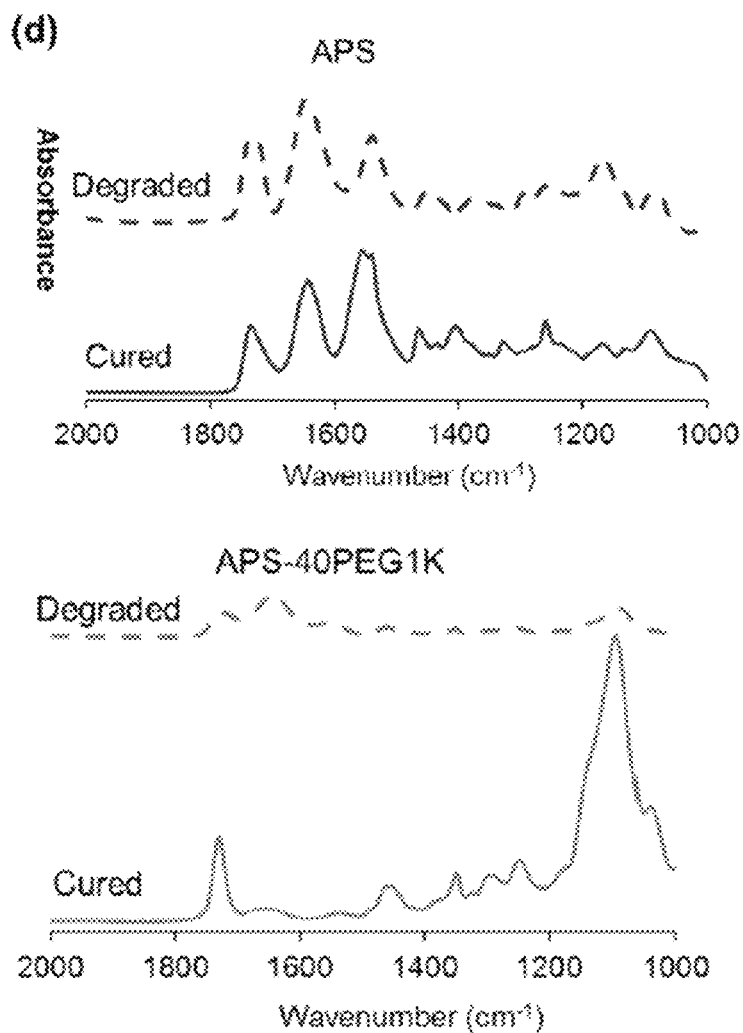 (d)
APS
Absorbance
Degraded
Cured
2000 1800 1600 1400 1200 1000
Wavenumber (cm⁻¹)
APS-40PEG1K
Degraded
Cured
2000 1800 1600 1400 1200 1000
Wavenumber (cm⁻¹)